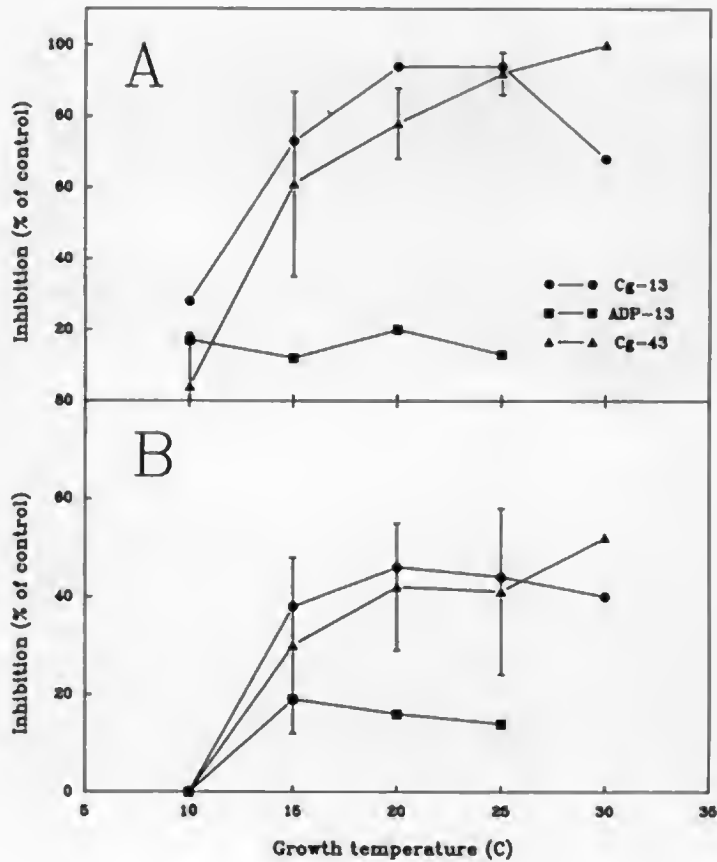 A
Inhibition (% of control)
100
80
60
40
20
80
Cg-13
ADP-13
Cg-43
B
Inhibition (% of control)
60
40
20
0
5
10
15
20
25
30
35
Growth temperature (C)